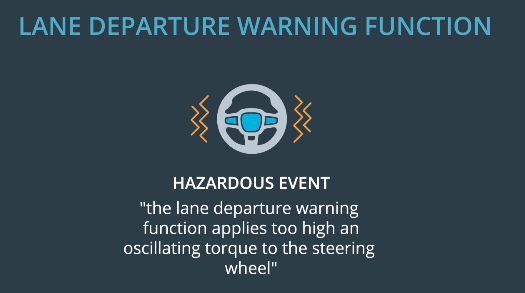 LANE DEPARTURE WARNING FUNCTION
HAZARDOUS EVENT
"the lane departure warning
function applies too high an
oscillating torque to the steering
wheel"